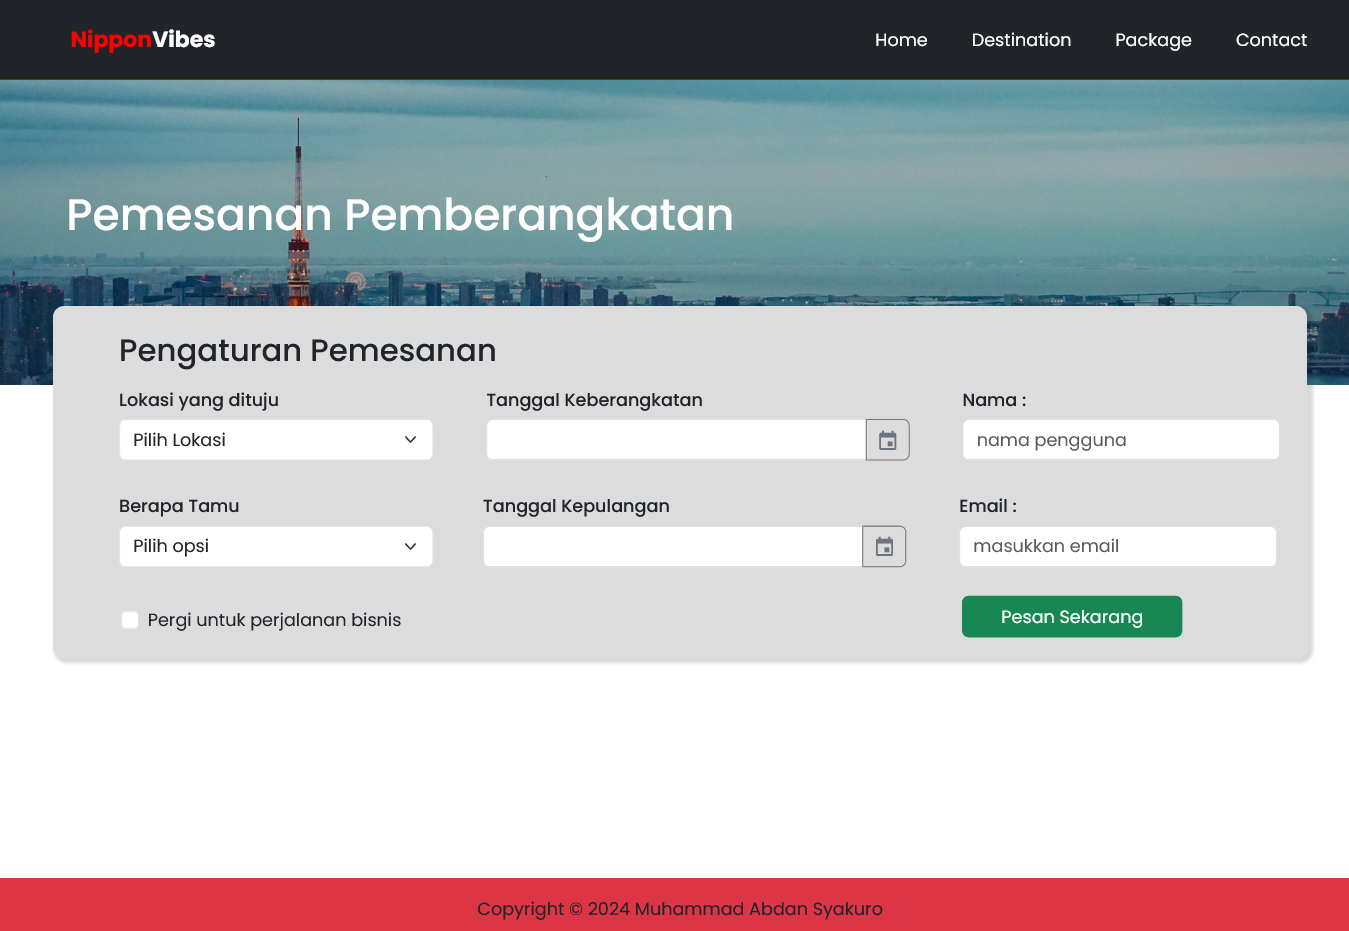 NipponVibes
Home Destination Package Contact
Pemesanan Pemberangkatan
Pengaturan Pemesanan
Lokasi yang dituju
Pilih Lokasi
Tanggal Keberangkatan
Nama :
nama pengguna
Berapa Tamu
Pilih opsi
Tanggal Kepulangan
Email :
masukkan email
Pergi untuk perjalanan bisnis
Pesan Sekarang
Copyright © 2024 Muhammad Abdan Syakuro